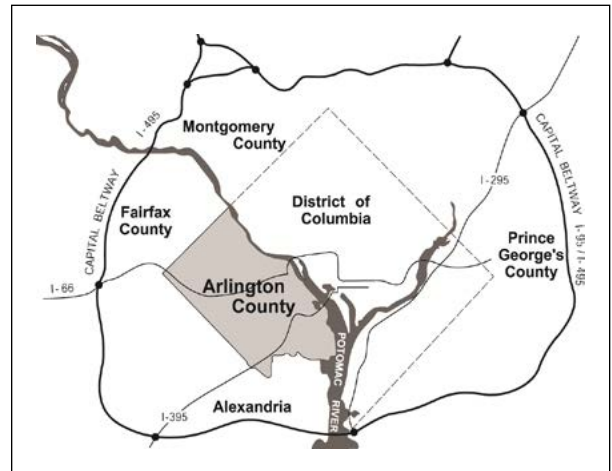 I-495
Montgomery
County
CAPITAL BELTWAY
Fairfax
County
District of
Columbia
I-295
CAPITAL BELTWAY
I-95 / I-495
Prince
George's
County
I-66
Arlington
County
POTOMAC
RIVER
Alexandria
I-395